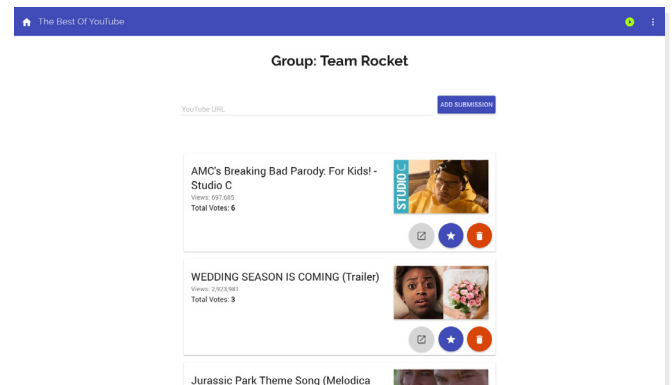 The Best Of YouTube
Group: Team Rocket
YouTube URL
ADD SUBMISSION
AMC's Breaking Bad Parody: For Kids! -
Studio C
Views: 697,685
Total Votes: 6
STUDIO C
WEDDING SEASON IS COMING (Trailer)
Views: 2,923,981
Total Votes: 3
Jurassic Park Theme Song (Melodica